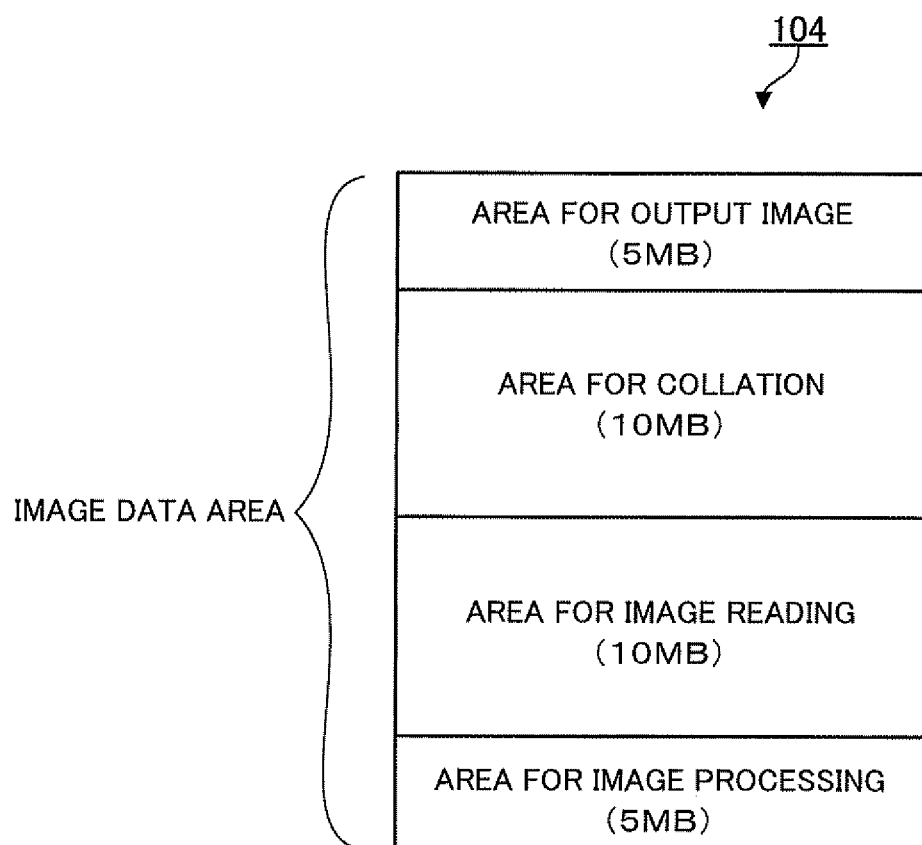 104
AREA FOR OUTPUT IMAGE
(5MB)
AREA FOR COLLATION
(10MB)
IMAGE DATA AREA
AREA FOR IMAGE READING
(10MB)
AREA FOR IMAGE PROCESSING
(5MB)